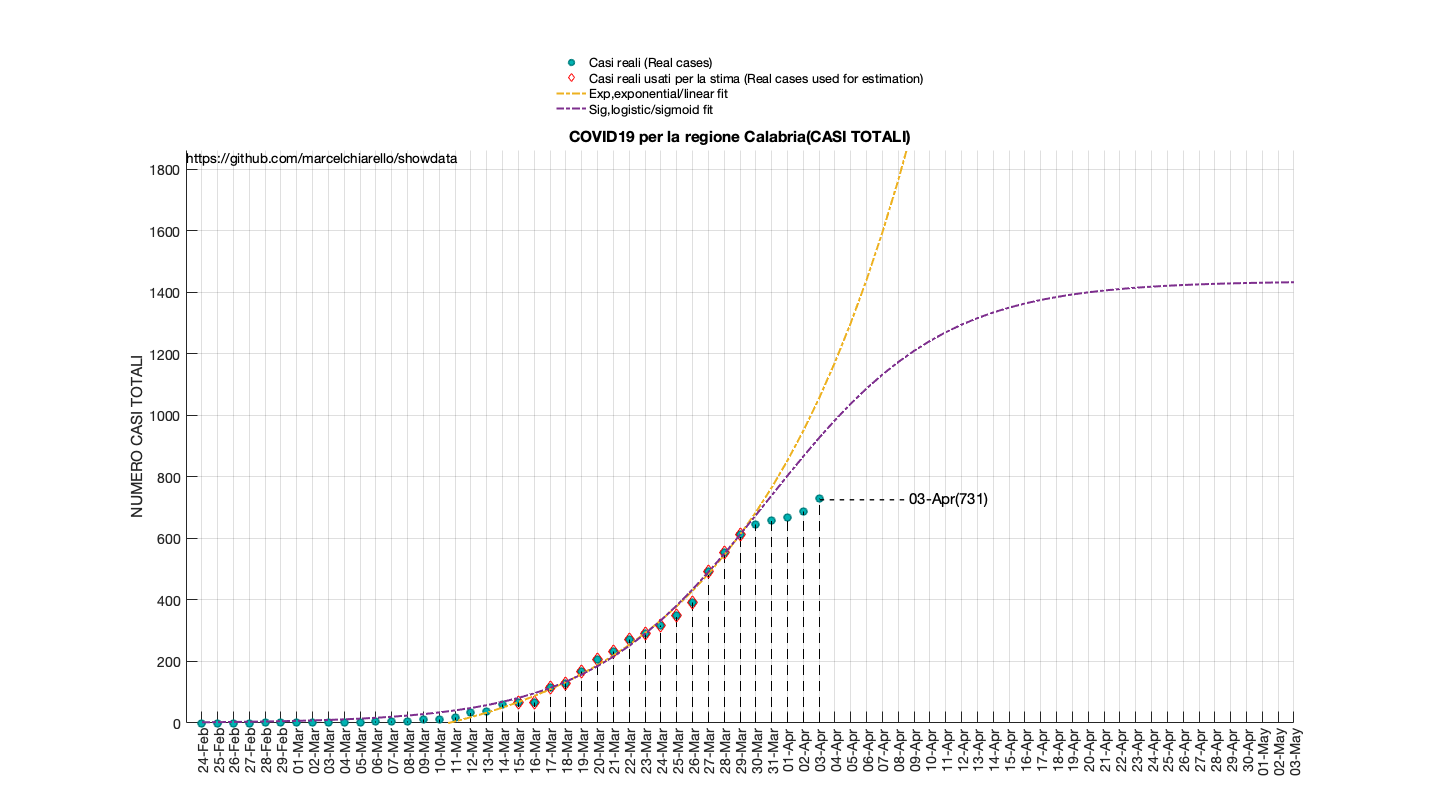 Casi reali (Real cases)
Casi reali usati per la stima (Real cases used for estimation)
Exp,exponential/linear fit
Sig,logistic/sigmoid fit
COVID19 per la regione Calabria(CASI TOTALI)
https://github.com/marcelchiarello/showdata
NUMERO CASI TOTALI
1800
1600
1400
1200
1000
800
600
400
200
0
03-Apr(731)
24-Feb
25-Feb
26-Feb
27-Feb
28-Feb
29-Feb
01-Mar
02-Mar
03-Mar
04-Mar
05-Mar
06-Mar
07-Mar
08-Mar
09-Mar
10-Mar
11-Mar
12-Mar
13-Mar
14-Mar
15-Mar
16-Mar
17-Mar
18-Mar
19-Mar
20-Mar
21-Mar
22-Mar
23-Mar
24-Mar
25-Mar
26-Mar
27-Mar
28-Mar
29-Mar
30-Mar
31-Mar
01-Apr
02-Apr
03-Apr
04-Apr
05-Apr
06-Apr
07-Apr
08-Apr
09-Apr
10-Apr
11-Apr
12-Apr
13-Apr
14-Apr
15-Apr
16-Apr
17-Apr
18-Apr
19-Apr
20-Apr
21-Apr
22-Apr
23-Apr
24-Apr
25-Apr
26-Apr
27-Apr
28-Apr
29-Apr
30-Apr
01-May
02-May
03-May